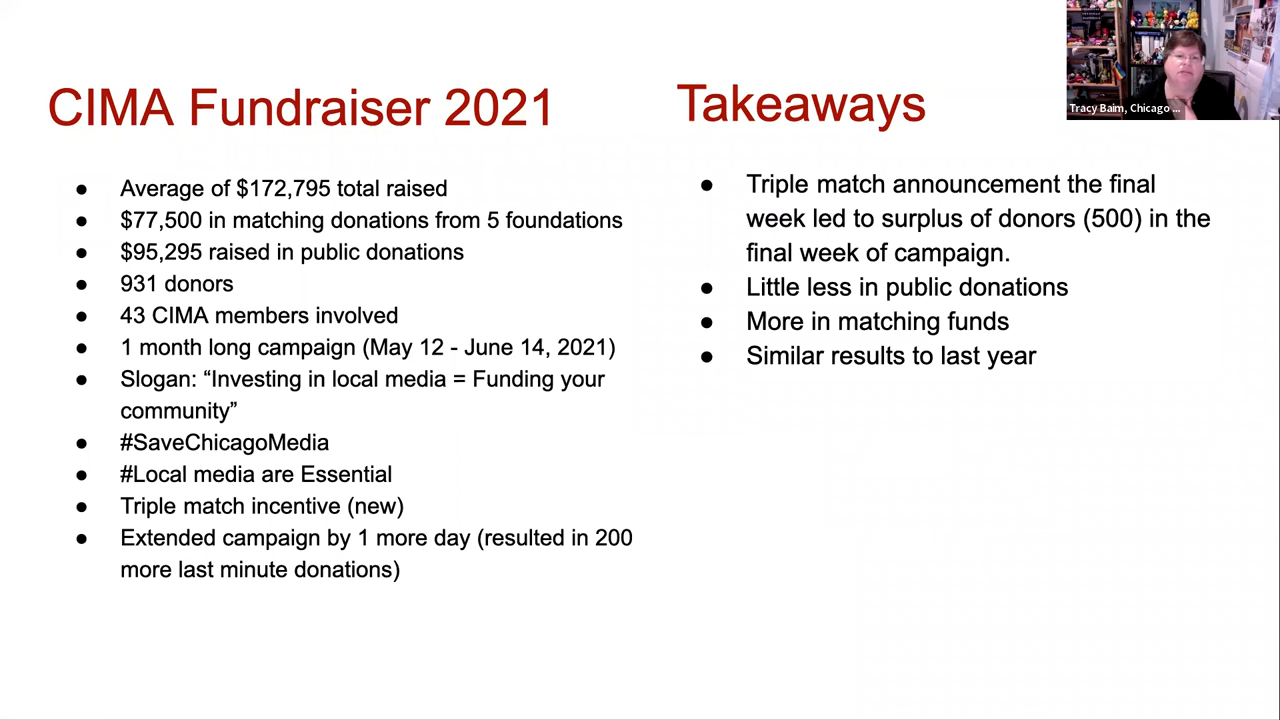 CIMA Fundraiser 2021
● Average of $172,795 total raised
● $77,500 in matching donations from 5 foundations
● $95,295 raised in public donations
● 931 donors
● 43 CIMA members involved
● 1 month long campaign (May 12 - June 14, 2021)
● Slogan: “Investing in local media = Funding your
community”
● #SaveChicagoMedia
● #Local media are Essential
● Triple match incentive (new)
● Extended campaign by 1 more day (resulted in 200
more last minute donations)
Takeaways
● Triple match announcement the final
week led to surplus of donors (500) in the
final week of campaign.
● Little less in public donations
● More in matching funds
● Similar results to last year
Tracy Baim, Chicago ...